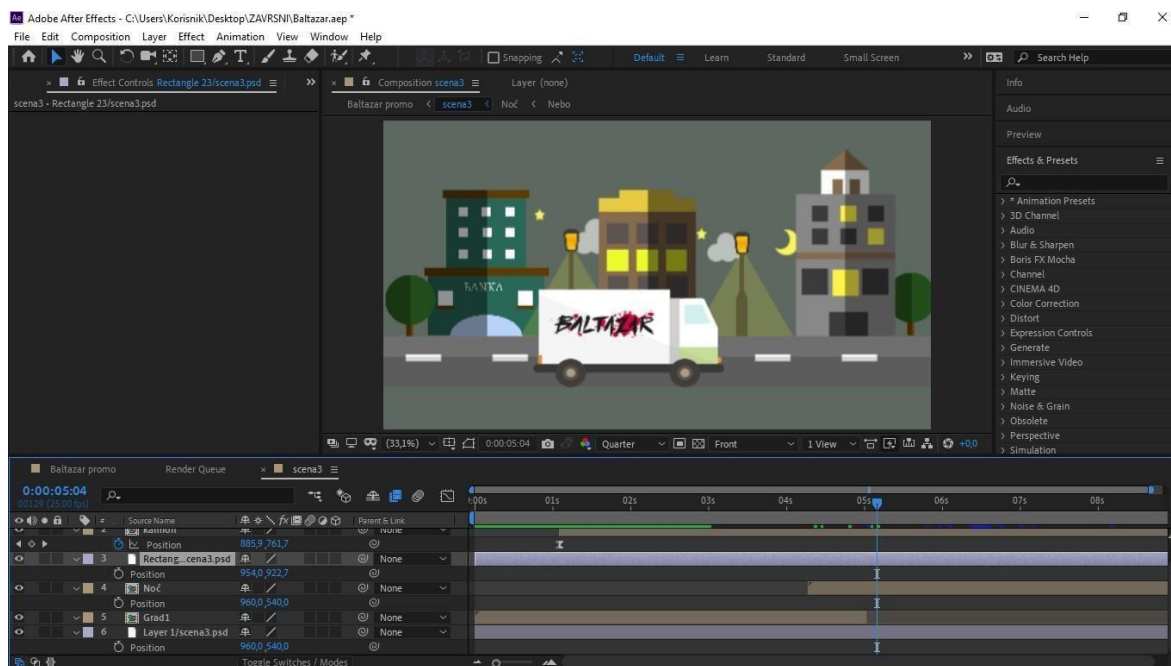 Ae Adobe After Effects - C:\Users\Korisnik\Desktop\ZAVRSNI\Baltazar.aep *
File Edit Composition Layer Effect Animation View Window Help
Snapping Default Learn Standard Small Screen Search Help
Effect Controls Rectangle 23/scena3.psd Composition scena3 Layer (none) Info
scena3 - Rectangle 23/scena3.psd Baltazar promo scena3 Noć Nebo
Audio
Preview
Effects & Presets
* Animation Presets
3D Channel
Audio
Blur & Sharpen
Boris FX Mocha
Channel
CINEMA 4D
Color Correction
Distort
Expression Controls
Generate
Immersive Video
Keying
Matte
Noise & Grain
Obsolete
Perspective
Simulation
BANKA
BALTAZAR
(33,1%) 0:00:05:04 Quarter Front 1 View +0,0
Baltazar promo Render Queue scena3
0:00:05:04
00129 (25.00 fps)
:00s 01s 02s 03s 04s 05s 06s 07s 08s
# Source Name Parent & Link
2 Kamion None
Position 885,9,761,7
3 Rectang...cena3.psd None
Position 954,0,922,7
4 Noć None
Position 960,0,540,0
5 Grad1 None
6 Layer 1/scena3.psd None
Position 960,0,540,0
Toggle Switches / Modes